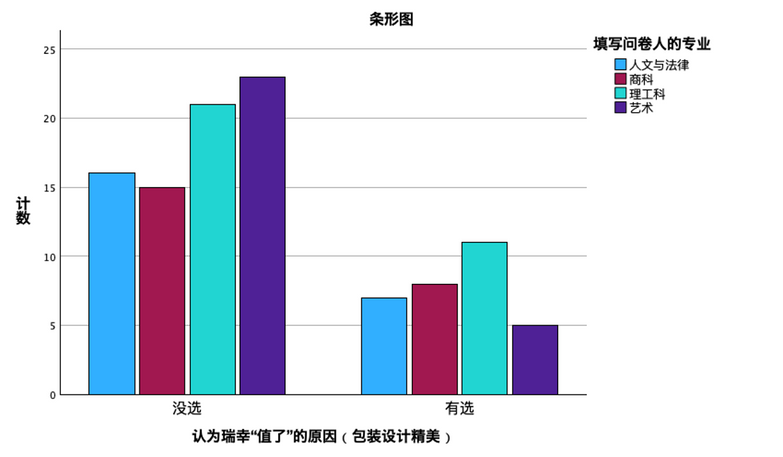 条形图
填写问卷人的专业
人文与法律
商科
理工科
艺术
计数
25
20
15
10
5
0
没选
有选
认为瑞幸“值了”的原因（包装设计精美）